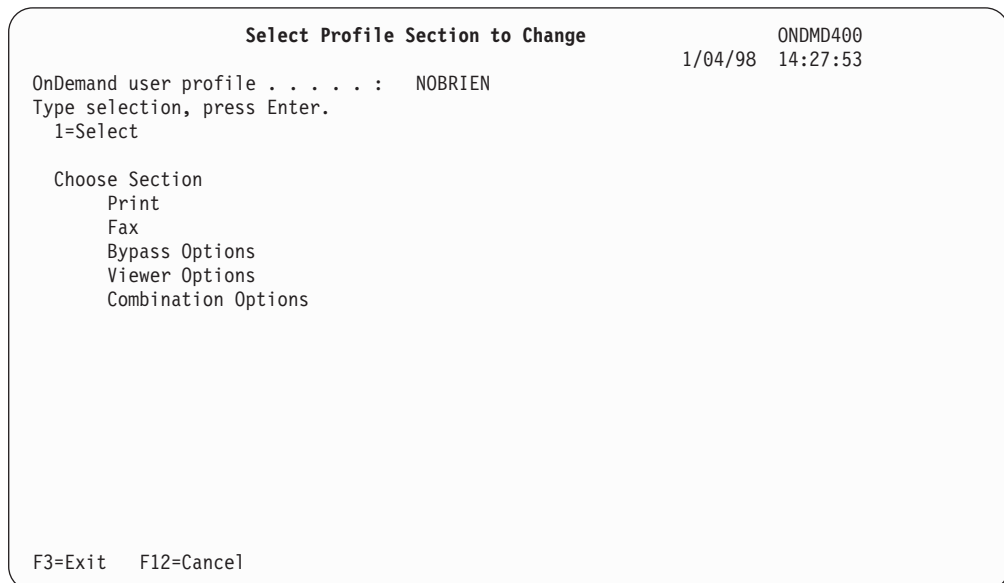 Select Profile Section to Change ONDMD400
1/04/98 14:27:53
OnDemand user profile . . . . . : NOBRIEN
Type selection, press Enter.
1=Select
Choose Section
Print
Fax
Bypass Options
Viewer Options
Combination Options
F3=Exit F12=Cancel